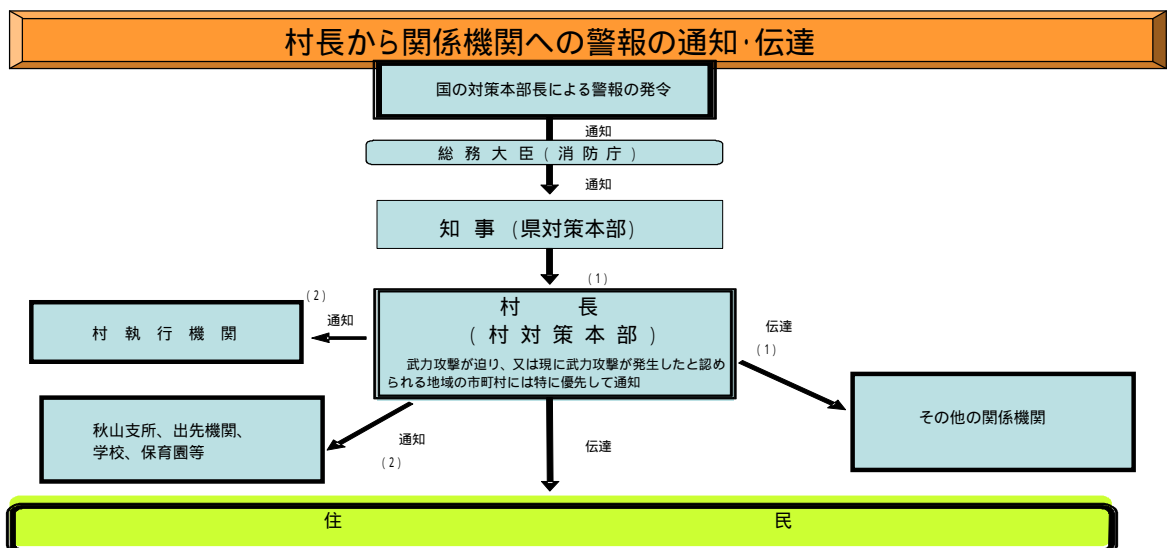 村長から関係機関への警報の通知・伝達
国の対策本部長による警報の発令
通知
総務大臣(消防庁)
通知
知事(県対策本部)
(1)
村長
(村対策本部)
武力攻撃が迫り、又は現に武力攻撃が発生したと認め
られる地域の市町村には特に優先して通知
(2)
通知
村執行機関
伝達
(1)
その他の関係機関
秋山支所、出先機関、
学校、保育園等
通知
(2)
伝達
住民